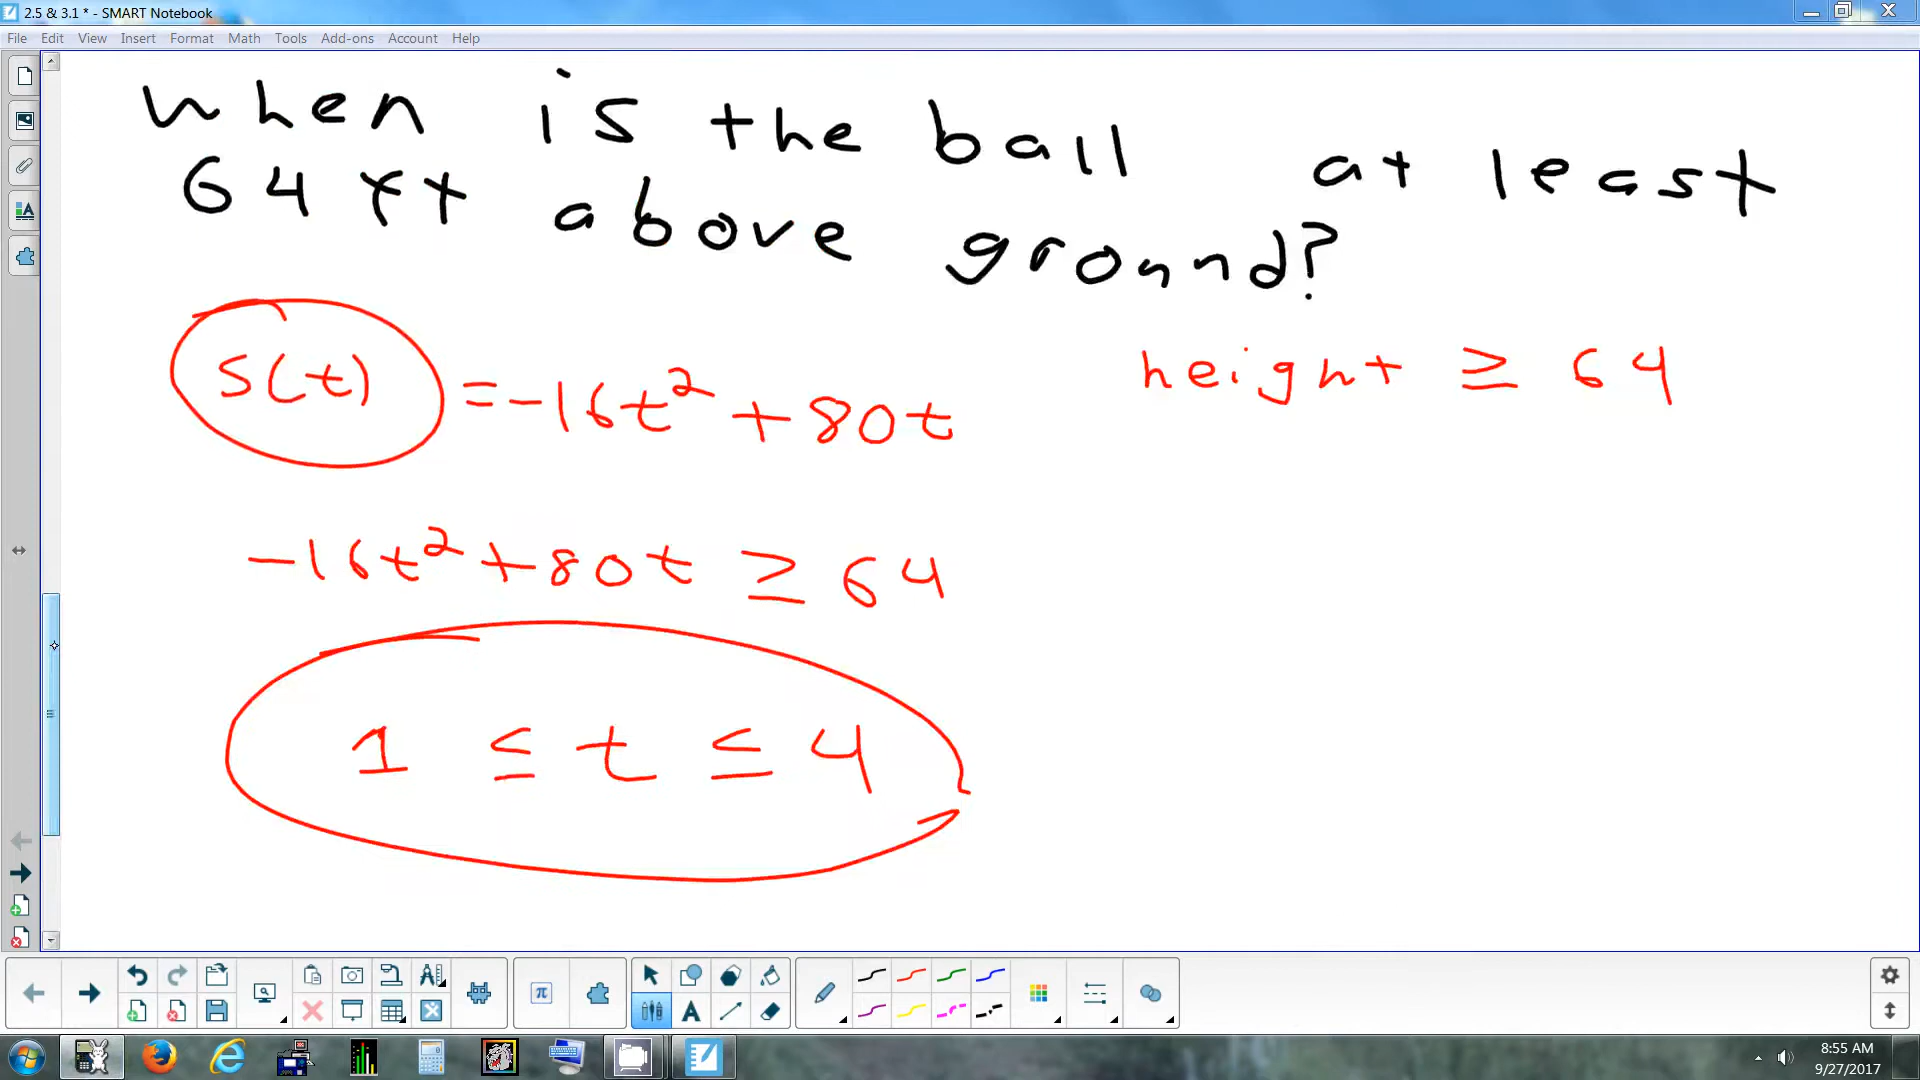 2.5 & 3.1 * - SMART Notebook
File Edit View Insert Format Math Tools Add-ons Account Help
when is the ball at least
64 ft above ground?
s(t) = -16t² + 80t
height ≥ 64
-16t² + 80t ≥ 64
1 ≤ t ≤ 4
π
A
8:55 AM
9/27/2017